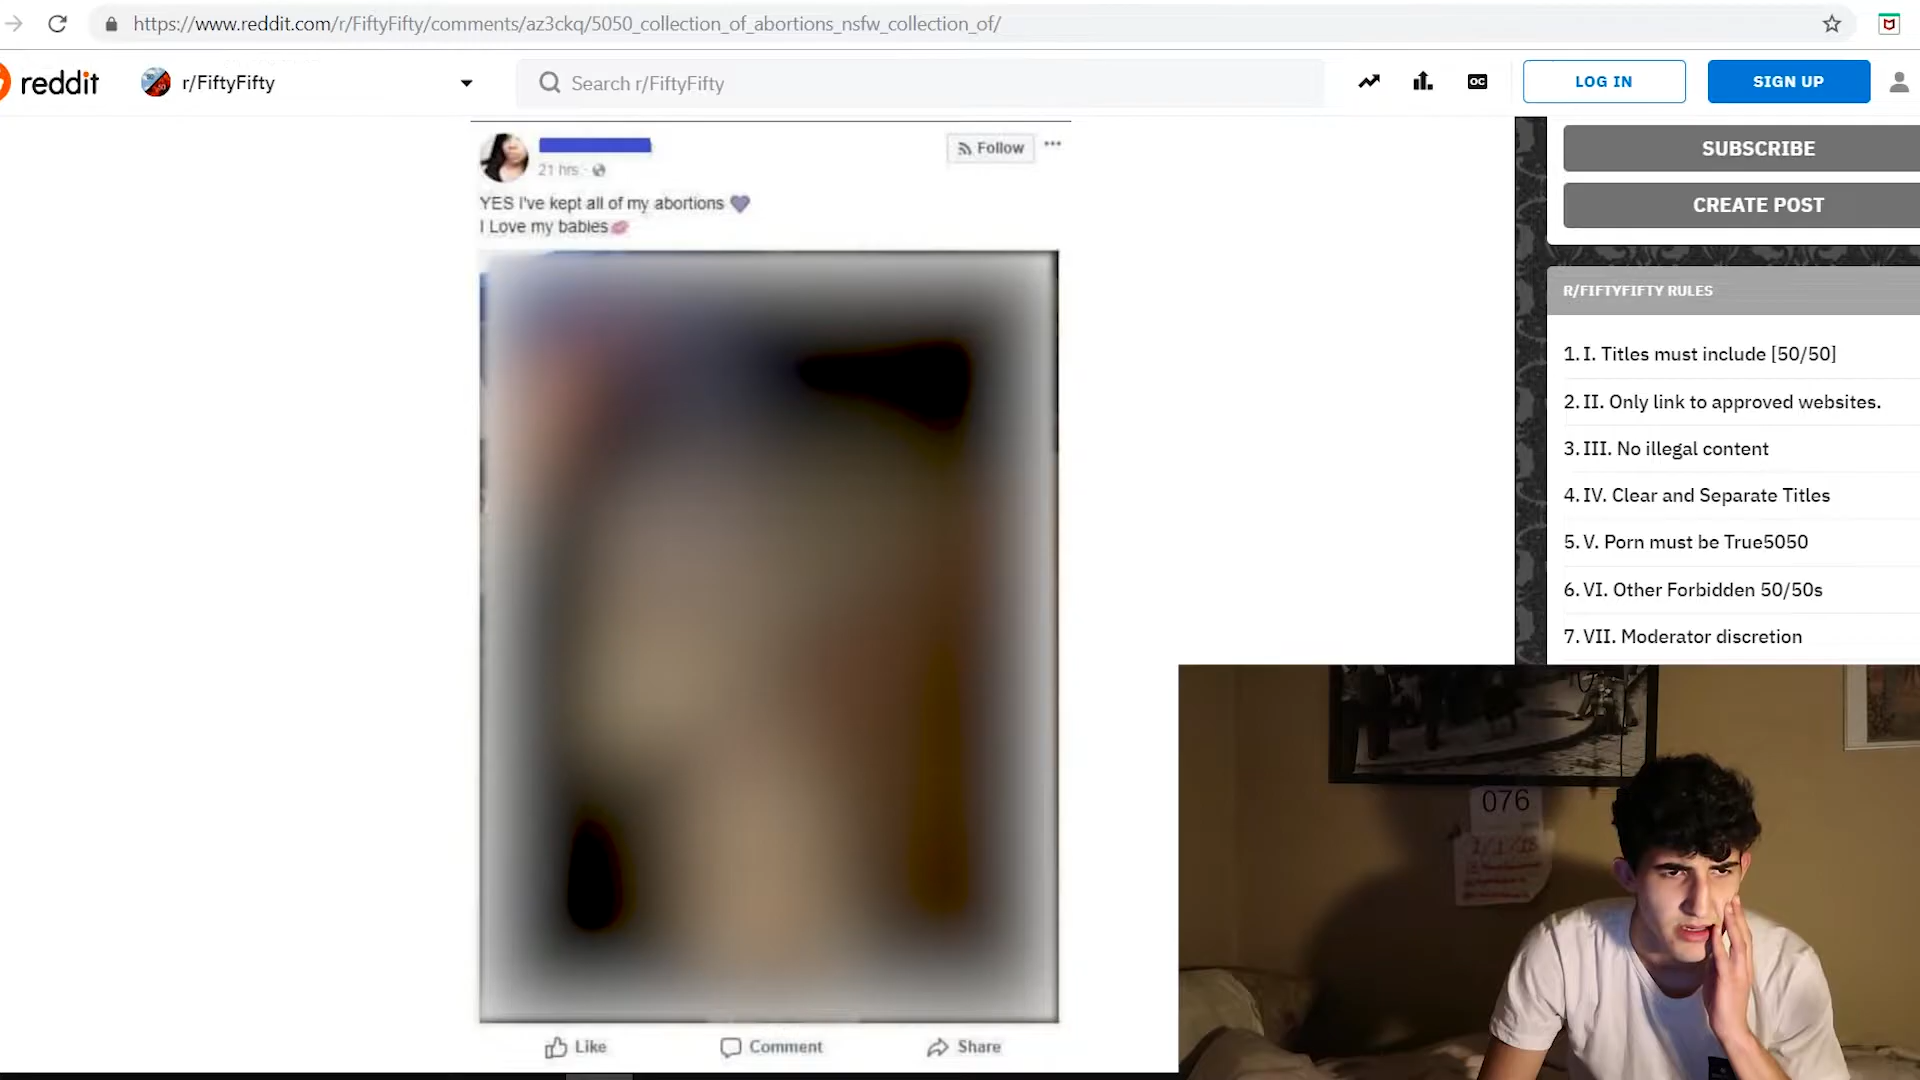 https://www.reddit.com/r/FiftyFifty/comments/az3ckq/5050_collection_of_abortions_nsfw_collection_of/
reddit
r/FiftyFifty
Search r/FiftyFifty
OC
LOG IN
SIGN UP
21 hrs ·
Follow
YES I've kept all of my abortions 💜
I Love my babies💋
Like
Comment
Share
SUBSCRIBE
CREATE POST
R/FIFTYFIFTY RULES
1. I. Titles must include [50/50]
2. II. Only link to approved websites.
3. III. No illegal content
4. IV. Clear and Separate Titles
5. V. Porn must be True5050
6. VI. Other Forbidden 50/50s
7. VII. Moderator discretion
076